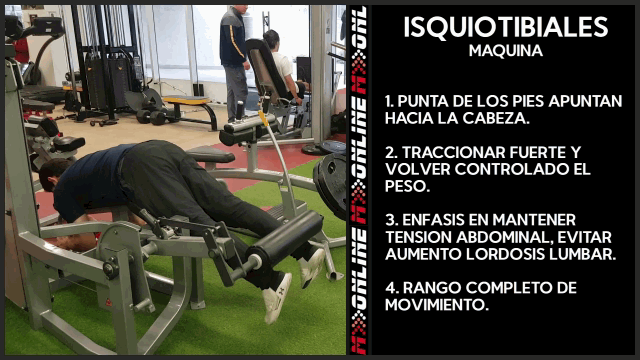 ISQUIOTIBIALES
MAQUINA
1. PUNTA DE LOS PIES APUNTAN
HACIA LA CABEZA.
2. TRACCIONAR FUERTE Y
VOLVER CONTROLADO EL
PESO.
3. ENFASIS EN MANTENER
TENSION ABDOMINAL, EVITAR
AUMENTO LORDOSIS LUMBAR.
4. RANGO COMPLETO DE
MOVIMIENTO.
ONLINE ONLINE ONLINE